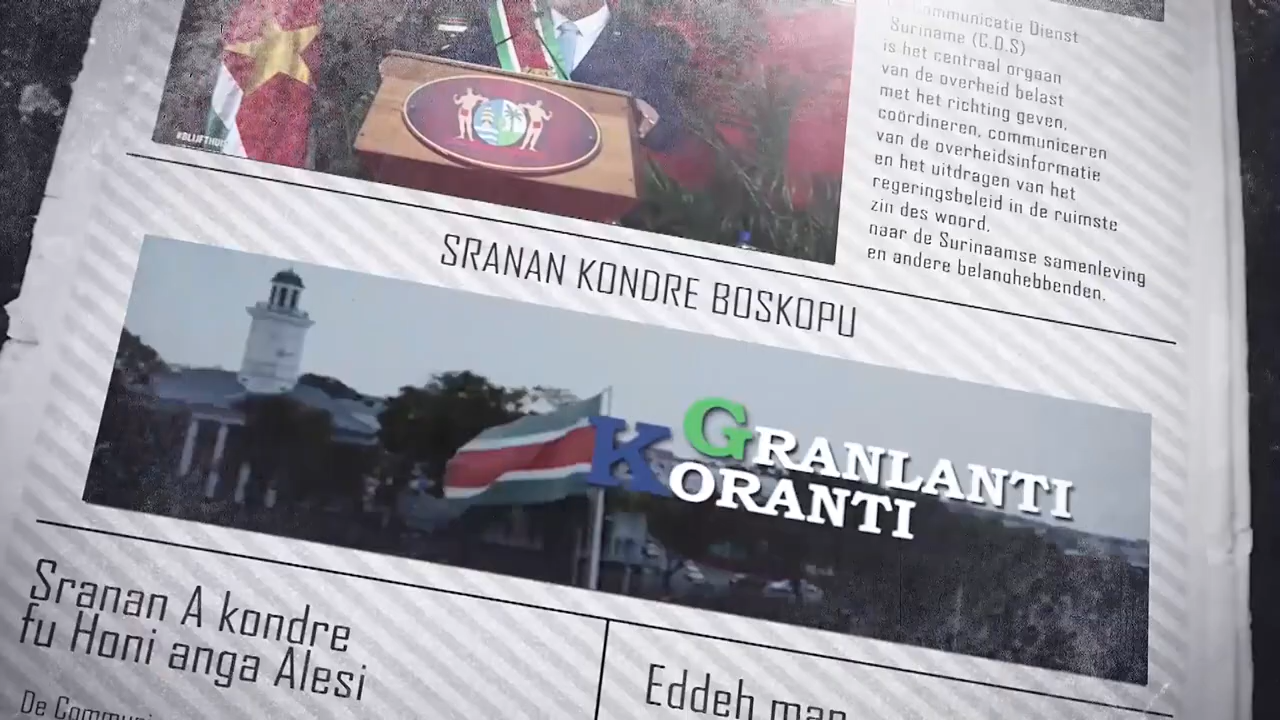 Communicatie Dienst
Suriname (C.D.S)
is het centraal orgaan
van de overheid belast
met het richting geven,
coördineren, communiceren
van de overheidsinformatie
en het uitdragen van het
regeringsbeleid in de ruimste
zin des woord,
naar de Surinaamse samenleving
en andere belanghebbenden.
SRANAN KONDRE BOSKOPU
GRANLANTI
KORANTI
Sranan A kondre
fu Honi anga Alesi
De
Eddeh man